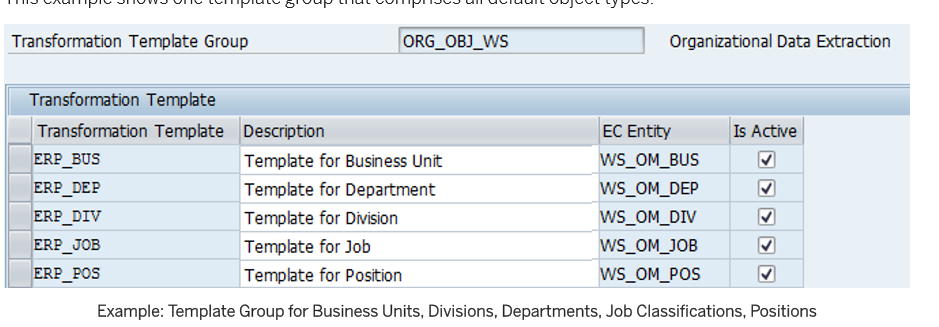 This example shows one template group that comprises all default object types.
Transformation Template Group ORG_OBJ_WS Organizational Data Extraction
Transformation Template
Transformation Template Description EC Entity Is Active
ERP_BUS Template for Business Unit WS_OM_BUS
ERP_DEP Template for Department WS_OM_DEP
ERP_DIV Template for Division WS_OM_DIV
ERP_JOB Template for Job WS_OM_JOB
ERP_POS Template for Position WS_OM_POS
Example: Template Group for Business Units, Divisions, Departments, Job Classifications, Positions